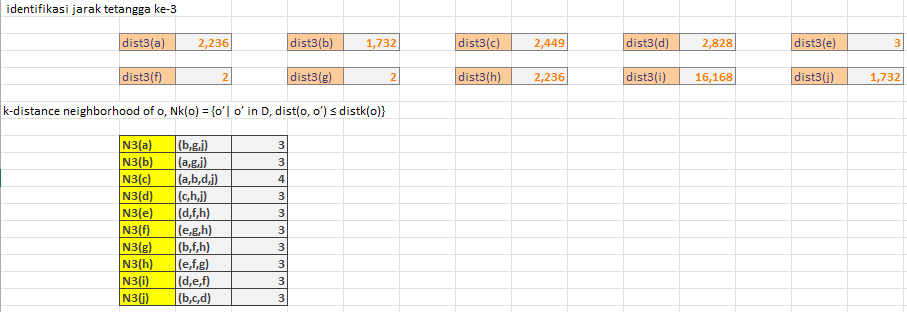 identifikasi jarak tetangga ke-3
dist3(a) 2,236 dist3(b) 1,732 dist3(c) 2,449 dist3(d) 2,828 dist3(e) 3
dist3(f) 2 dist3(g) 2 dist3(h) 2,236 dist3(i) 16,168 dist3(j) 1,732
k-distance neighborhood of o, Nk(o) = {o'| o' in D, dist(o, o') ≤ distk(o)}
N3(a) (b,g,j) 3
N3(b) (a,g,j) 3
N3(c) (a,b,d,j) 4
N3(d) (c,h,j) 3
N3(e) (d,f,h) 3
N3(f) (e,g,h) 3
N3(g) (b,f,h) 3
N3(h) (e,f,g) 3
N3(i) (d,e,f) 3
N3(j) (b,c,d) 3